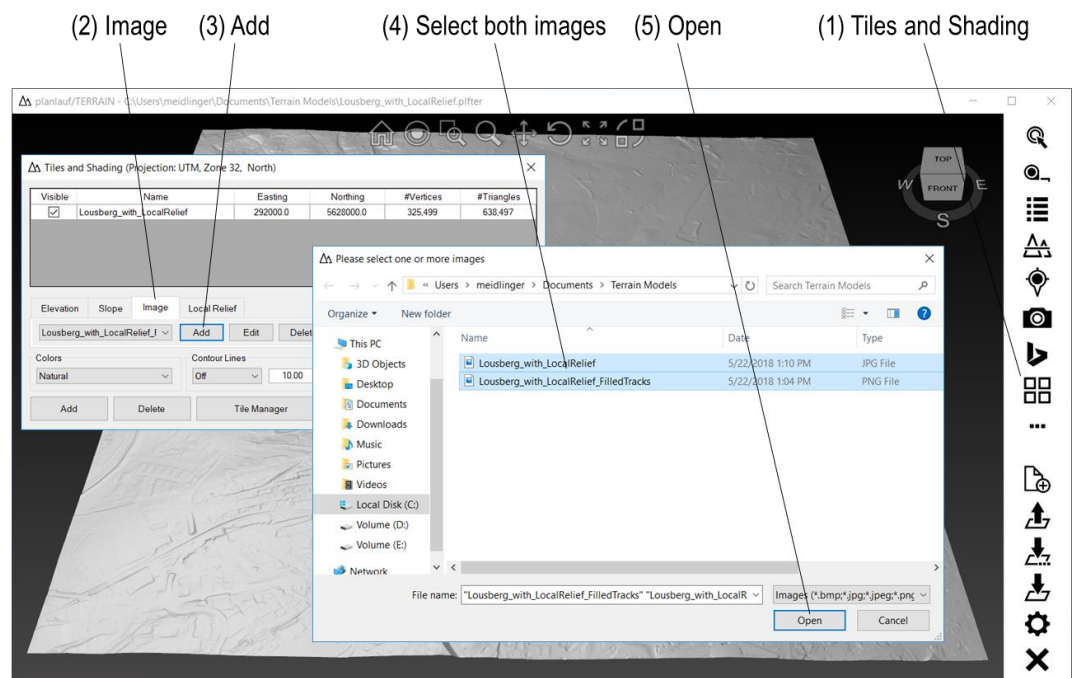 (2) Image (3) Add (4) Select both images (5) Open (1) Tiles and Shading
planlauf/TERRAIN - C:\Users\meidlinger\Documents\Terrain Models\Lousberg_with_LocalRelief.plfter
TOP
W FRONT E
S
Tiles and Shading (Projection: UTM, Zone 32, North)
Visible Name Easting Northing #Vertices #Triangles
Lousberg_with_LocalRelief 292000.0 5628000.0 325,499 638,497
Elevation Slope Image Local Relief
Lousberg_with_LocalRelief_F Add Edit Delet
Colors Contour Lines
Natural Off 10.00
Add Delete Tile Manager
Please select one or more images
« Users > meidlinger > Documents > Terrain Models Search Terrain Models
Organize New folder
Name Date Type
Lousberg_with_LocalRelief 5/22/2018 1:10 PM JPG File
Lousberg_with_LocalRelief_FilledTracks 5/22/2018 1:04 PM PNG File
This PC
3D Objects
Desktop
Documents
Downloads
Music
Pictures
Videos
Local Disk (C:)
Volume (D:)
Volume (E:)
Network
File name: "Lousberg_with_LocalRelief_FilledTracks" "Lousberg_with_LocalR Images (*.bmp;*.jpg;*.jpeg;*.png
Open Cancel